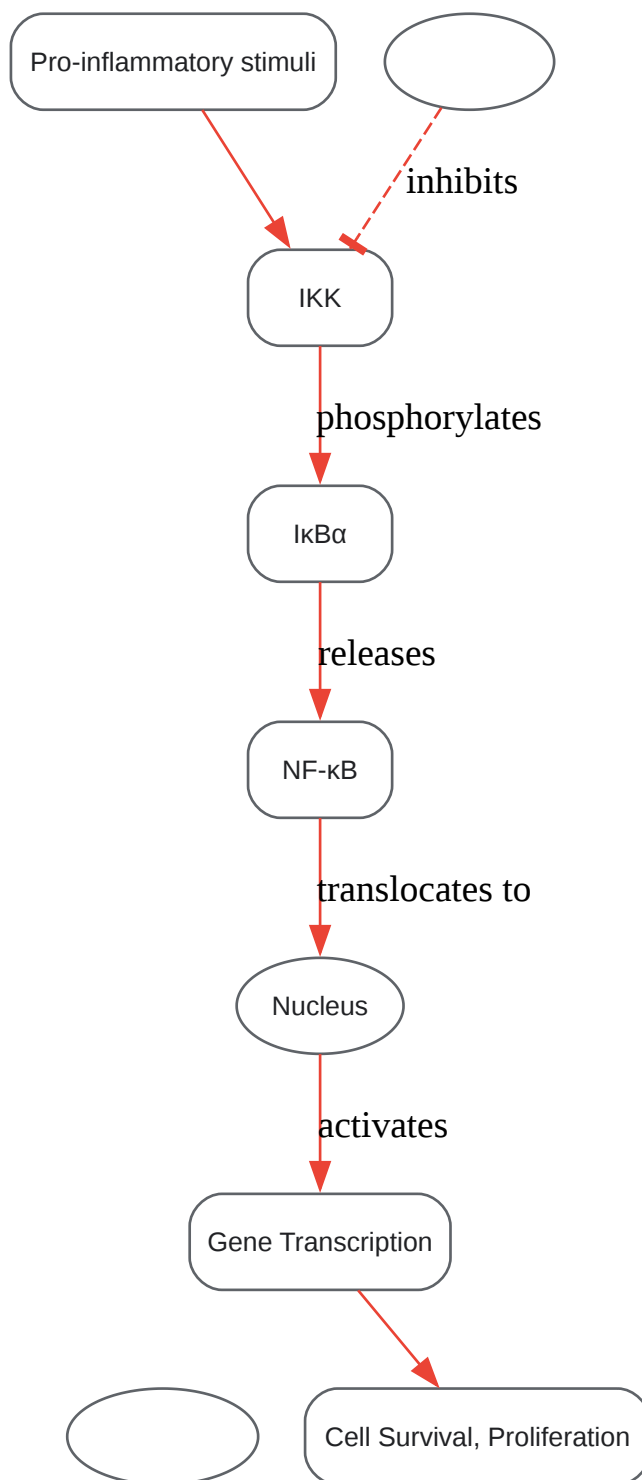 Pro-inflammatory stimuli
inhibits
IKK
phosphorylates
IκBα
releases
NF-κB
translocates to
Nucleus
activates
Gene Transcription
Cell Survival, Proliferation